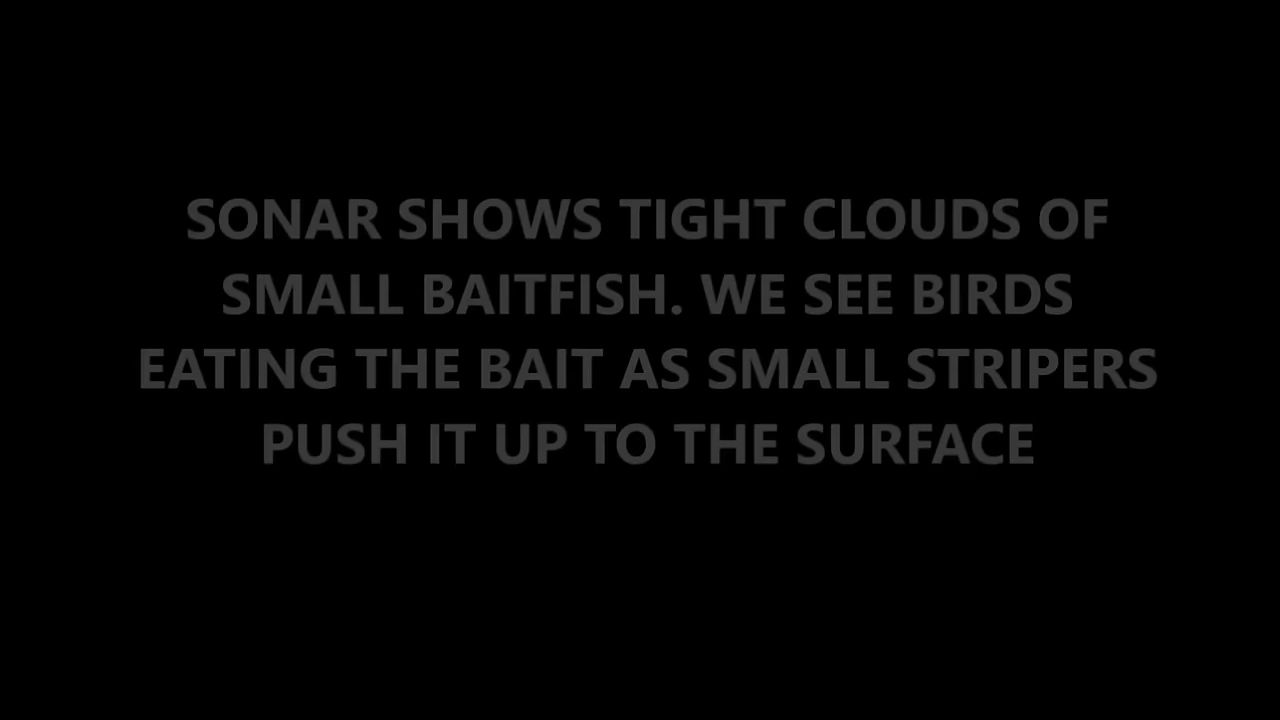 SONAR SHOWS TIGHT CLOUDS OF
SMALL BAITFISH. WE SEE BIRDS
EATING THE BAIT AS SMALL STRIPERS
PUSH IT UP TO THE SURFACE